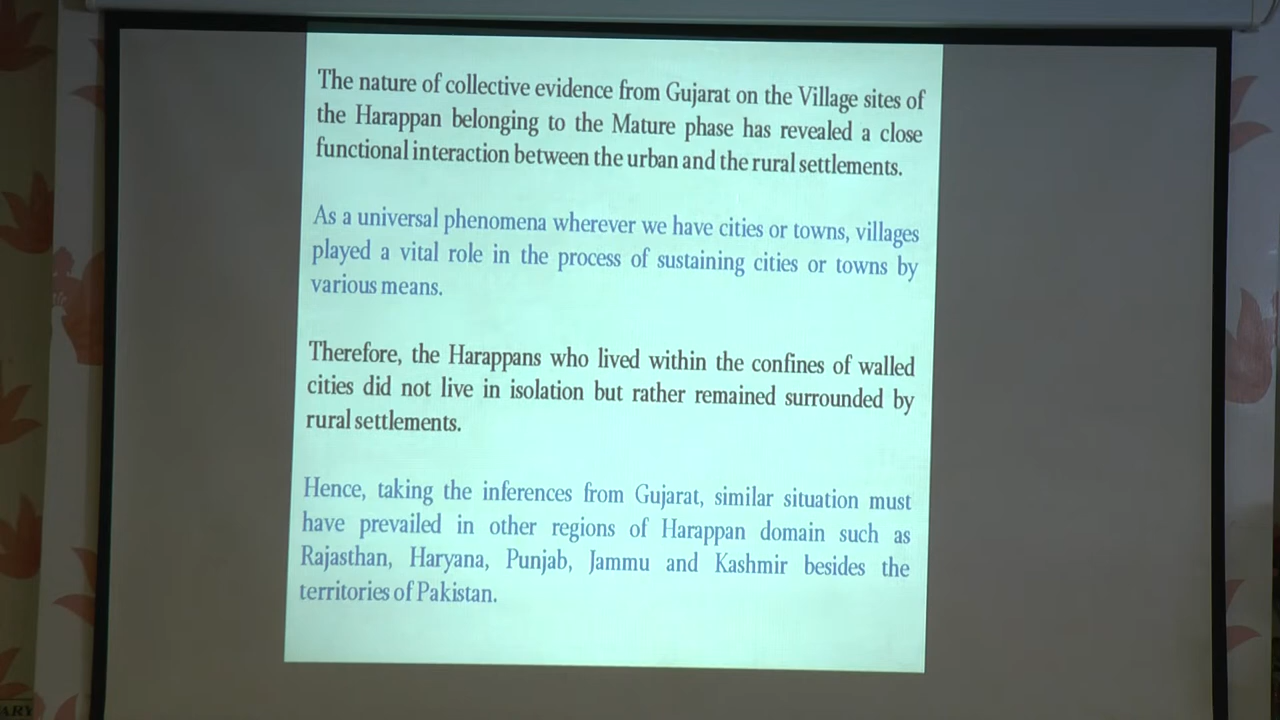 The nature of collective evidence from Gujarat on the Village sites of
the Harappan belonging to the Mature phase has revealed a close
functional interaction between the urban and the rural settlements.
As a universal phenomena wherever we have cities or towns, villages
played a vital role in the process of sustaining cities or towns by
various means.
Therefore, the Harappans who lived within the confines of walled
cities did not live in isolation but rather remained surrounded by
rural settlements.
Hence, taking the inferences from Gujarat, similar situation must
have prevailed in other regions of Harappan domain such as
Rajasthan, Haryana, Punjab, Jammu and Kashmir besides the
territories of Pakistan.
ARY